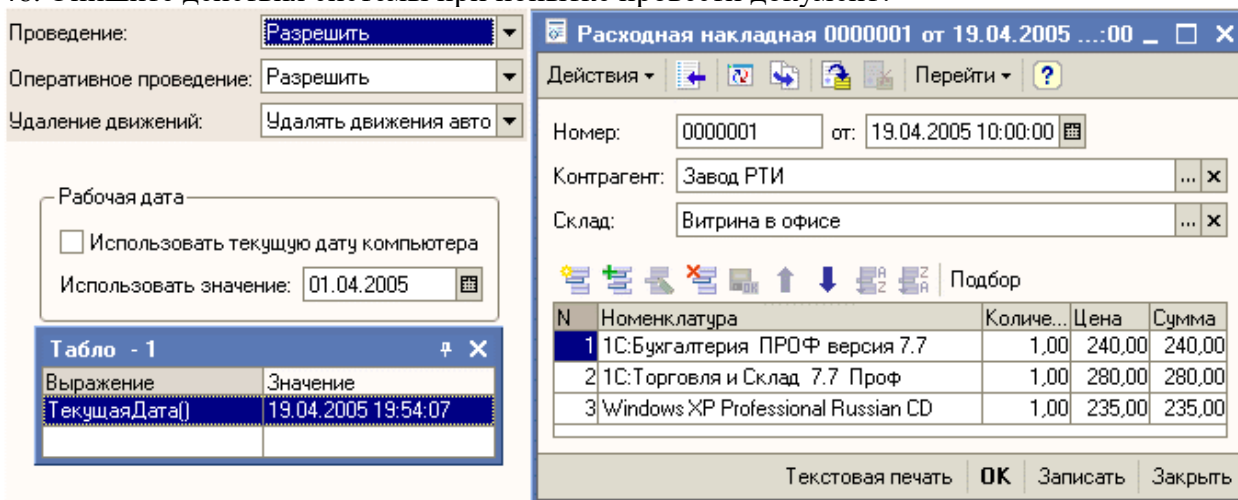 Проведение: Разрешить
Оперативное проведение: Разрешить
Удаление движений: Удалять движения авто
Рабочая дата
Использовать текущую дату компьютера
Использовать значение: 01.04.2005
Табло - 1
Выражение Значение
ТекущаяДата() 19.04.2005 19:54:07
Расходная накладная 0000001 от 19.04.2005 ...:00
Действия Перейти ?
Номер: 0000001 от: 19.04.2005 10:00:00
Контрагент: Завод РТИ ... x
Склад: Витрина в офисе ... x
Подбор
N Номенклатура Количе... Цена Сумма
1 1С:Бухгалтерия ПРОФ версия 7.7 1,00 240,00 240,00
2 1С:Торговля и Склад 7.7 Проф 1,00 280,00 280,00
3 Windows XP Professional Russian CD 1,00 235,00 235,00
Текстовая печать OK Записать Закрыть